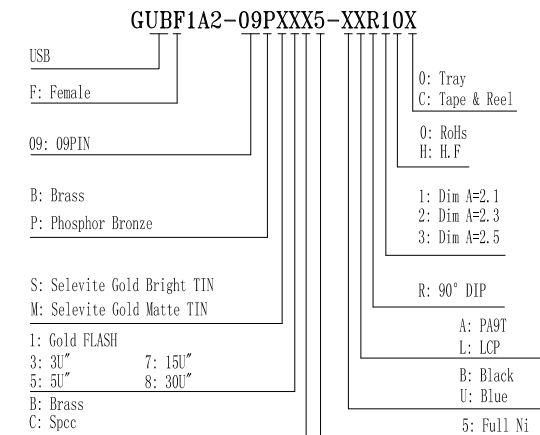 GUBF1A2-09PXXX5-XXR10X
USB
F: Female
09: 09PIN
B: Brass
P: Phosphor Bronze
S: Selevite Gold Bright TIN
M: Selevite Gold Matte TIN
1: Gold FLASH
3: 3U″ 7: 15U″
5: 5U″ 8: 30U″
B: Brass
C: Spcc
0: Tray
C: Tape & Reel
0: RoHs
H: H.F
1: Dim A=2.1
2: Dim A=2.3
3: Dim A=2.5
R: 90° DIP
A: PA9T
L: LCP
B: Black
U: Blue
5: Full Ni